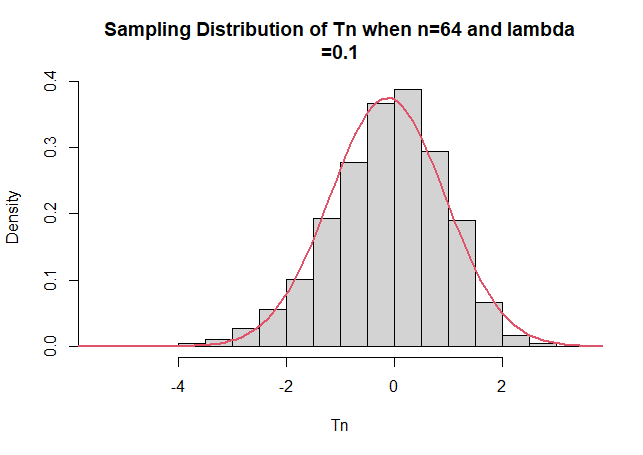 Sampling Distribution of Tn when n=64 and lambda
=0.1
Density
0.4
0.3
0.2
0.1
0.0
-4 -2 0 2
Tn